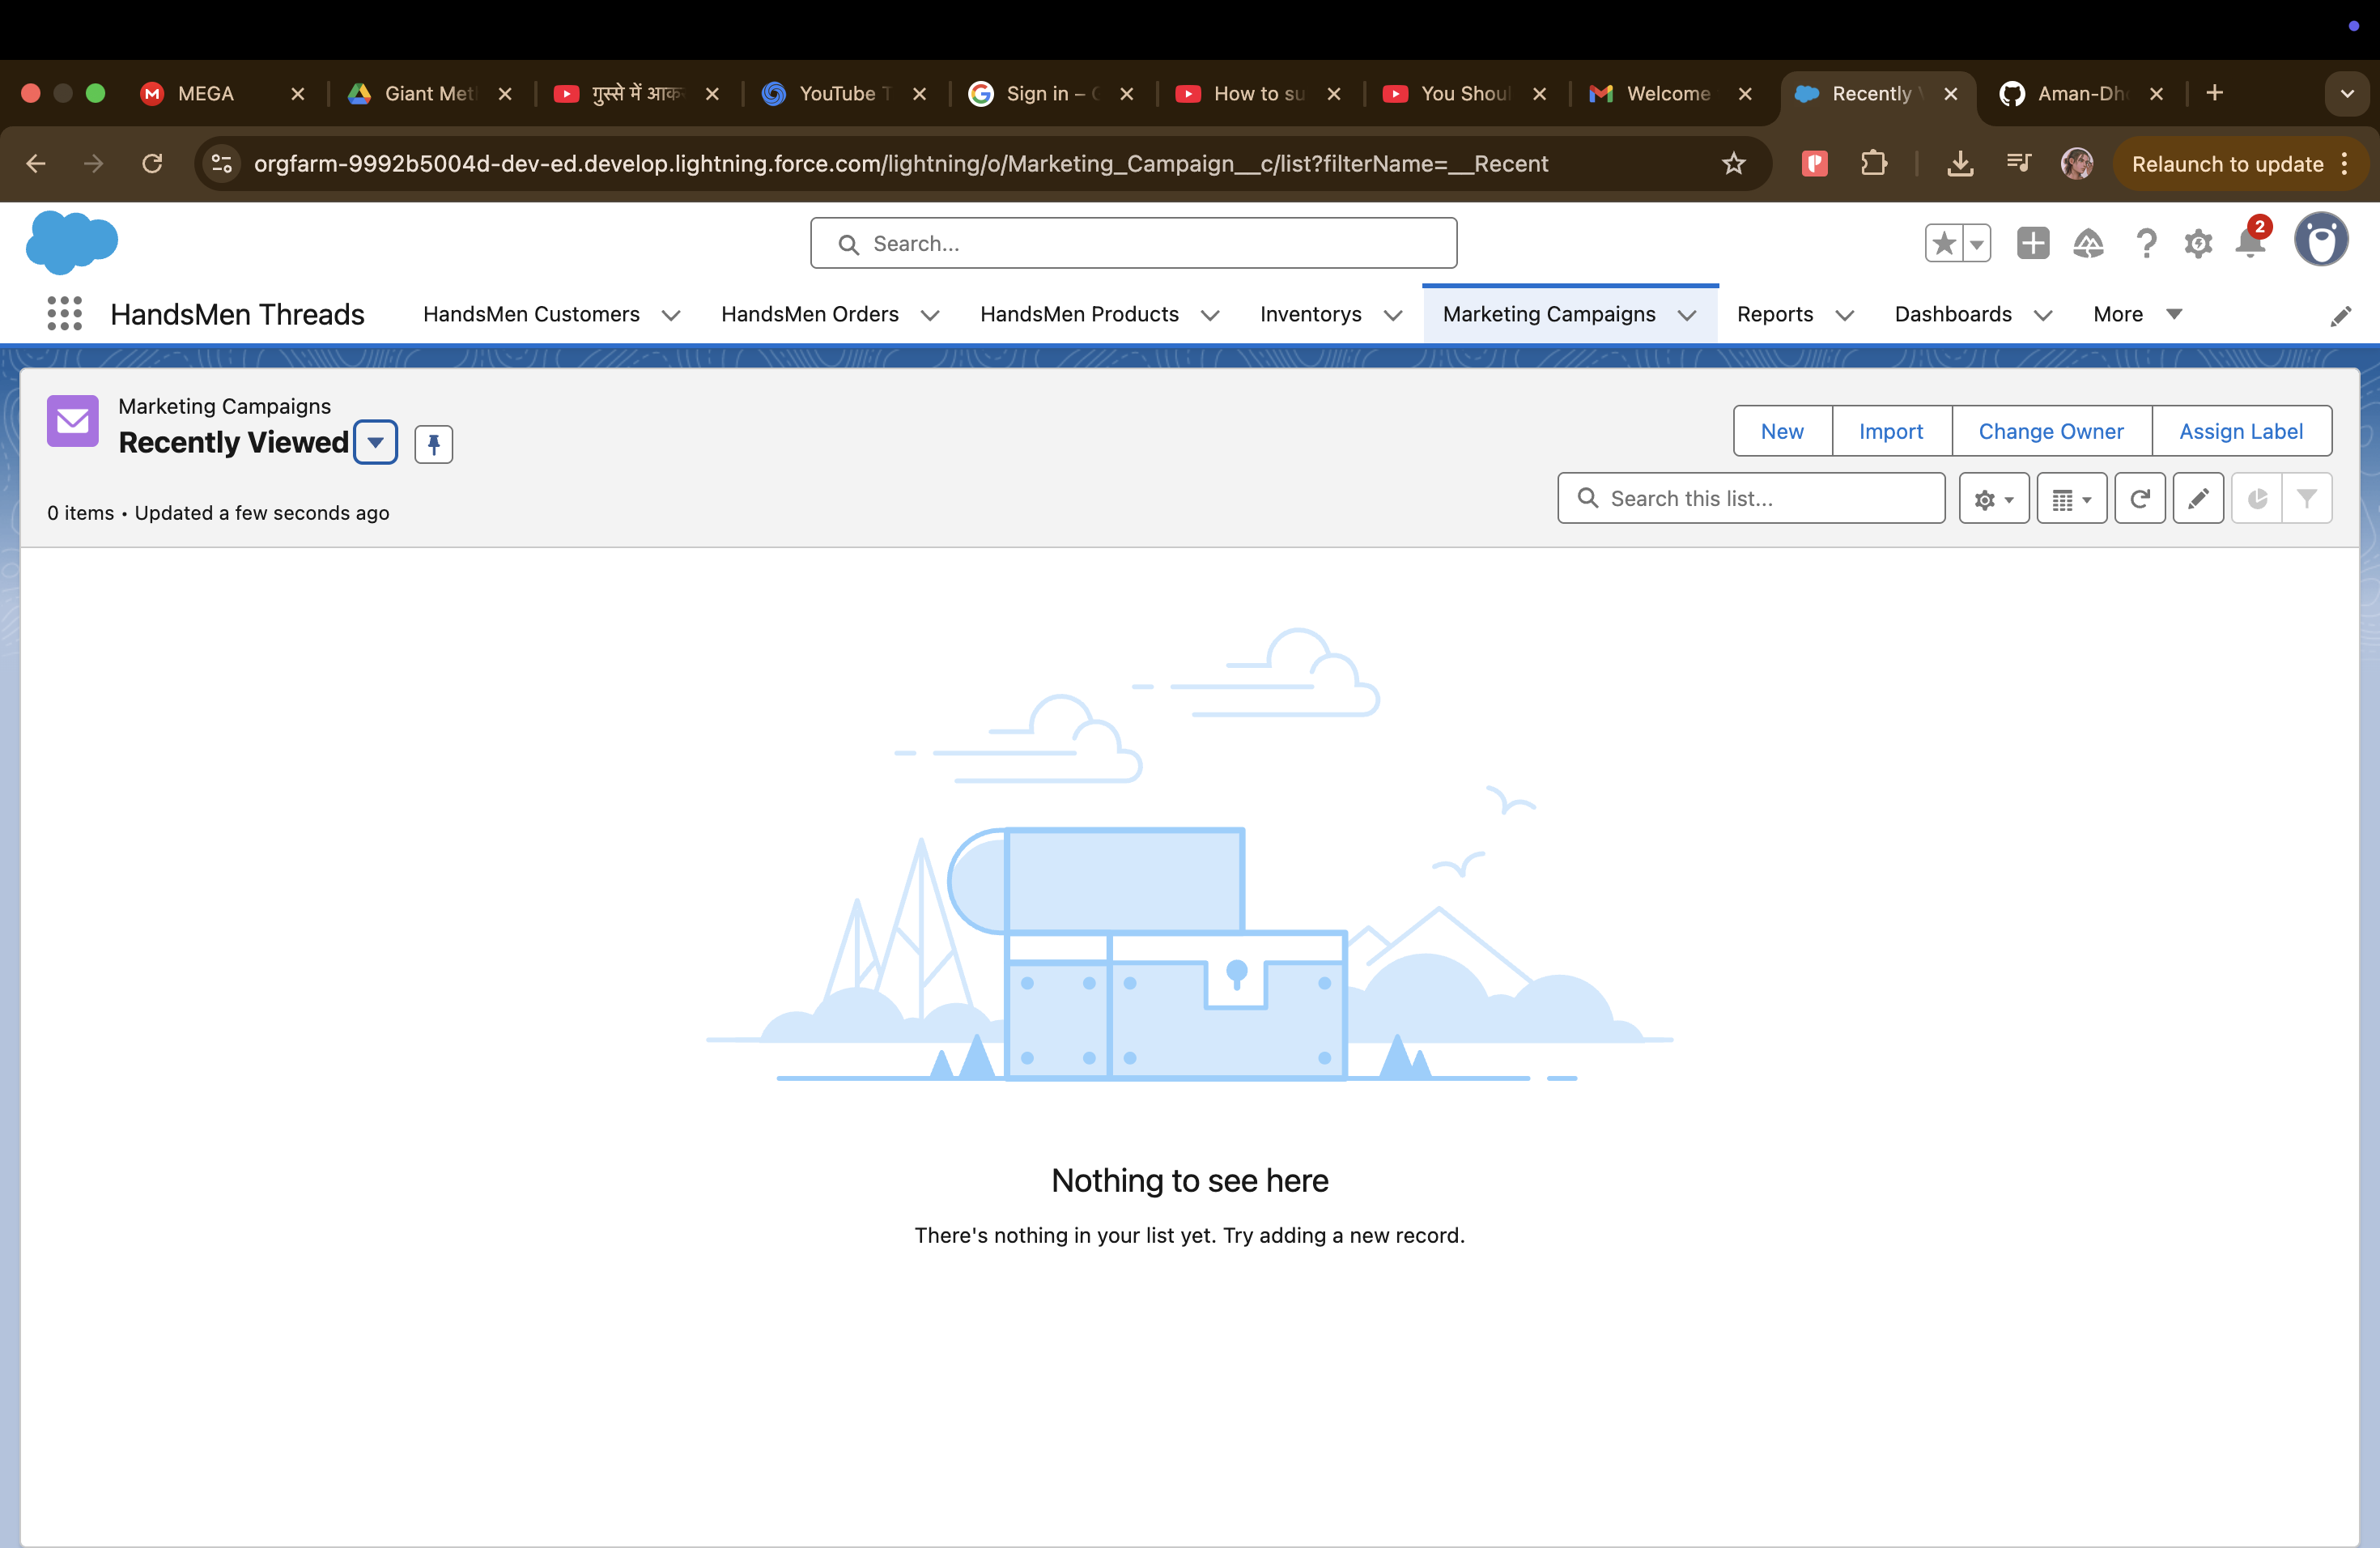 MEGA
Giant Met
गुस्से में आक
YouTube T
Sign in –
How to su
You Shoul
Welcome
Recently
Aman-Dh
orgfarm-9992b5004d-dev-ed.develop.lightning.force.com/lightning/o/Marketing_Campaign__c/list?filterName=__Recent
Relaunch to update
Search...
2
HandsMen Threads
HandsMen Customers
HandsMen Orders
HandsMen Products
Inventorys
Marketing Campaigns
Reports
Dashboards
More
Marketing Campaigns
Recently Viewed
New
Import
Change Owner
Assign Label
0 items • Updated a few seconds ago
Search this list...
Nothing to see here
There's nothing in your list yet. Try adding a new record.